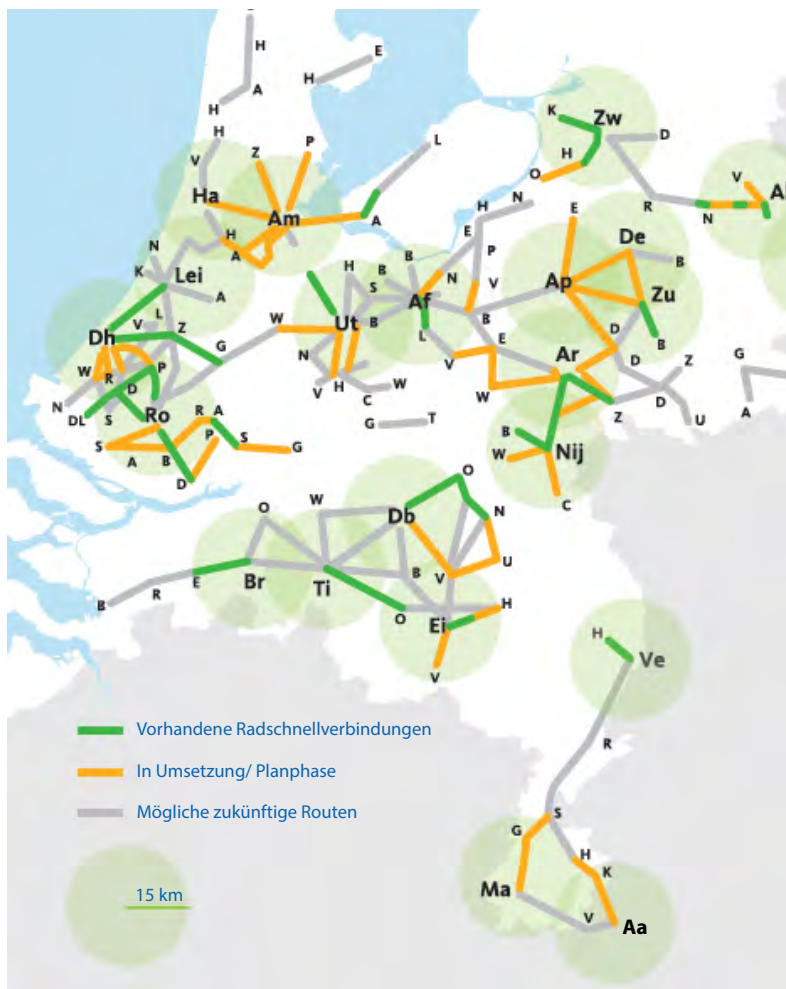 H
E
H
A
H
H
V
Z
P
L
K
Zw
D
H
O
V
Al
R
N
Ha
Am
A
H
A
N
K
Lei
A
H
N
E
P
V
E
De
B
Ap
Zu
B
H
B
B
N
S
Af
B
L
Ut
W
B
E
V
W
D
D
Ar
Z
D
Z
U
G
A
V
L
Z
Dh
G
W
R
P
D
N
DL
S
Ro
N
V
H
C
W
G
T
R
A
P
S
G
S
A
B
D
B
W
Nij
C
O
W
O
Db
N
U
V
B
B
R
E
Br
Ti
O
Ei
H
V
H
Ve
R
Vorhandene Radschnellverbindungen
In Umsetzung/ Planphase
Mögliche zukünftige Routen
S
G
H
K
Ma
V
Aa
15 km